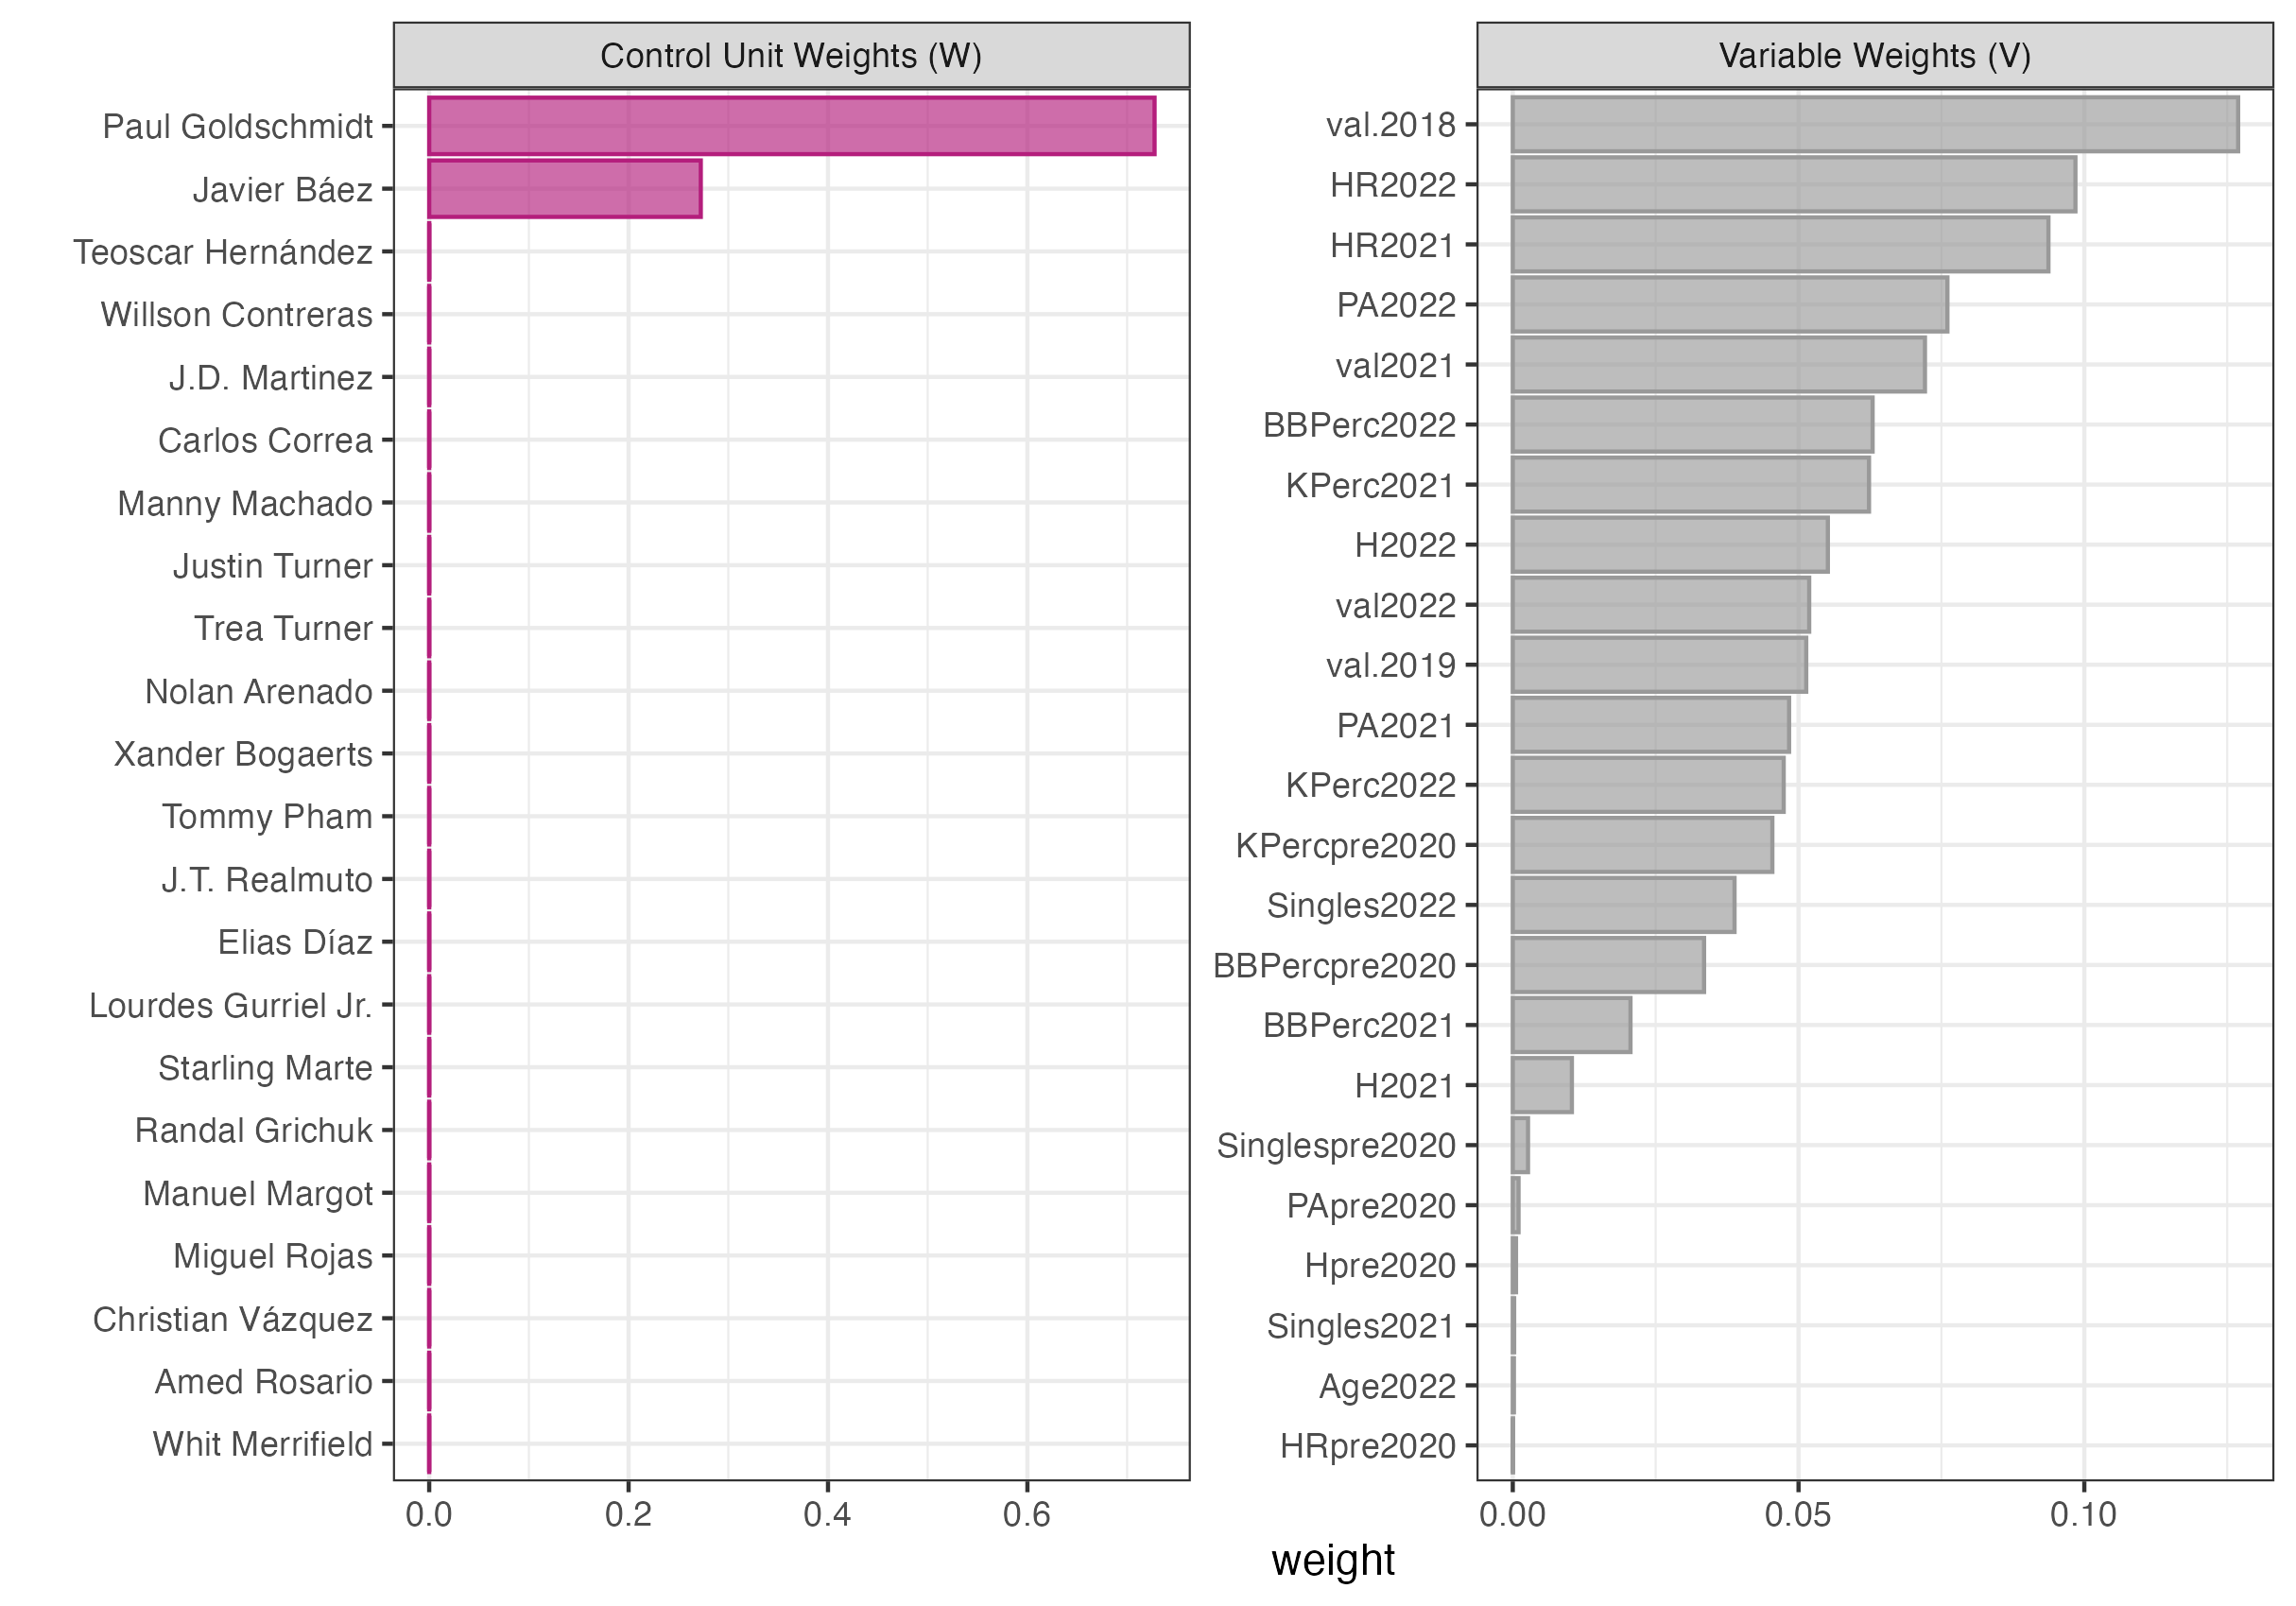 Control Unit Weights (W)
Paul Goldschmidt
Javier Báez
Teoscar Hernández
Willson Contreras
J.D. Martinez
Carlos Correa
Manny Machado
Justin Turner
Trea Turner
Nolan Arenado
Xander Bogaerts
Tommy Pham
J.T. Realmuto
Elias Díaz
Lourdes Gurriel Jr.
Starling Marte
Randal Grichuk
Manuel Margot
Miguel Rojas
Christian Vázquez
Amed Rosario
Whit Merrifield
0.0 0.2 0.4 0.6
Variable Weights (V)
val.2018
HR2022
HR2021
PA2022
val2021
BBPerc2022
KPerc2021
H2022
val2022
val.2019
PA2021
KPerc2022
KPercpre2020
Singles2022
BBPercpre2020
BBPerc2021
H2021
Singlespre2020
PApre2020
Hpre2020
Singles2021
Age2022
HRpre2020
0.00 0.05 0.10
weight